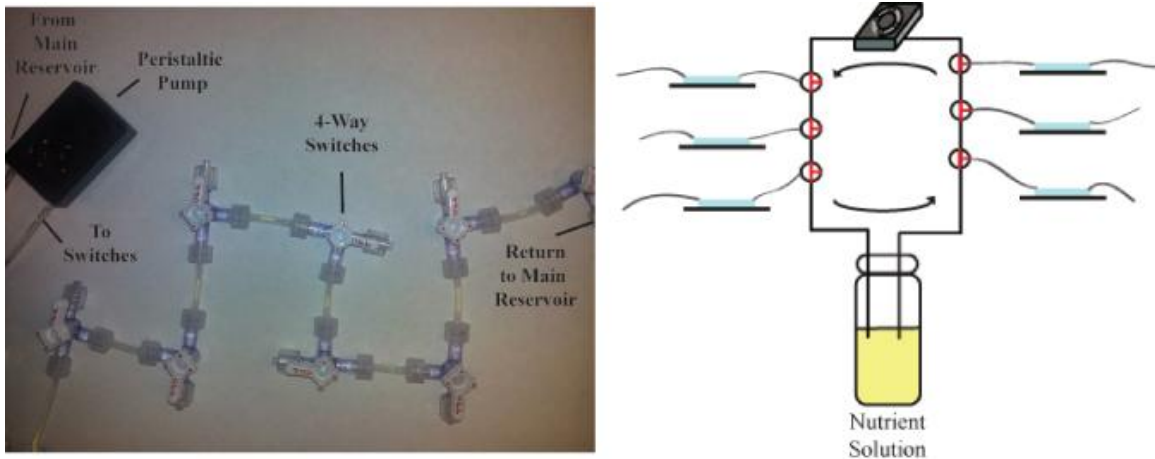 From
Main
Reservoir
Peristaltic
Pump
4-Way
Switches
To
Switches
Return
to Main
Reservoir
Nutrient
Solution